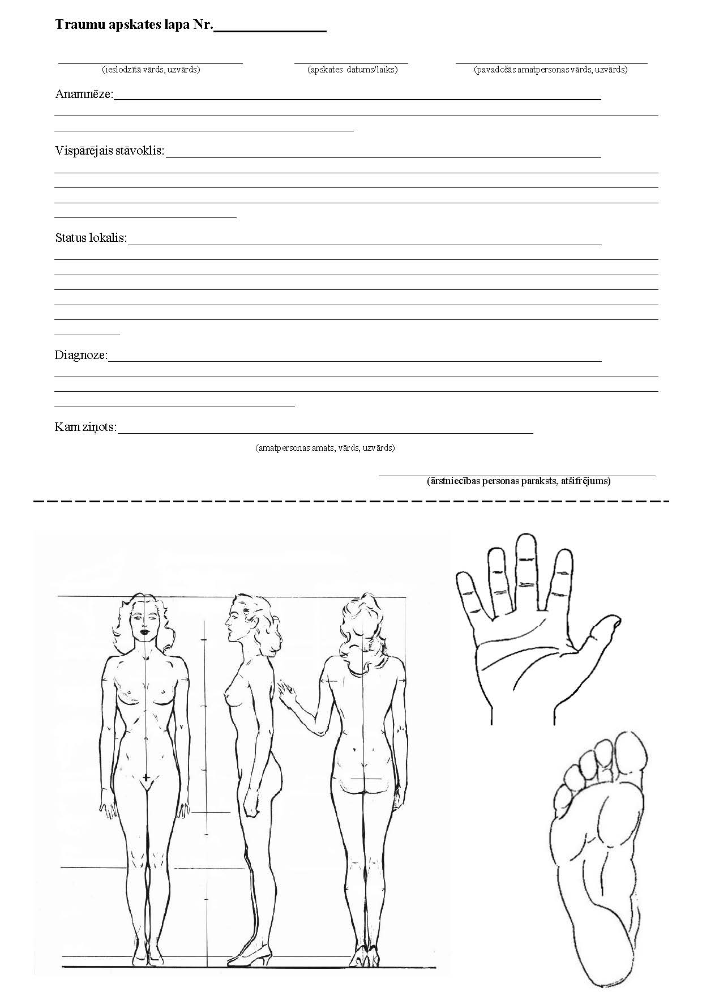 Traumu apskates lapa Nr.
(ieslodzītā vārds, uzvārds) (apskates datums/laiks) (pavadošās amatpersonas vārds, uzvārds)
Anamnēze:
Vispārējais stāvoklis:
Status lokalis:
Diagnoze:
Kam ziņots:
(amatpersonas amats, vārds, uzvārds)
(ārstniecības personas paraksts, atšifrējums)